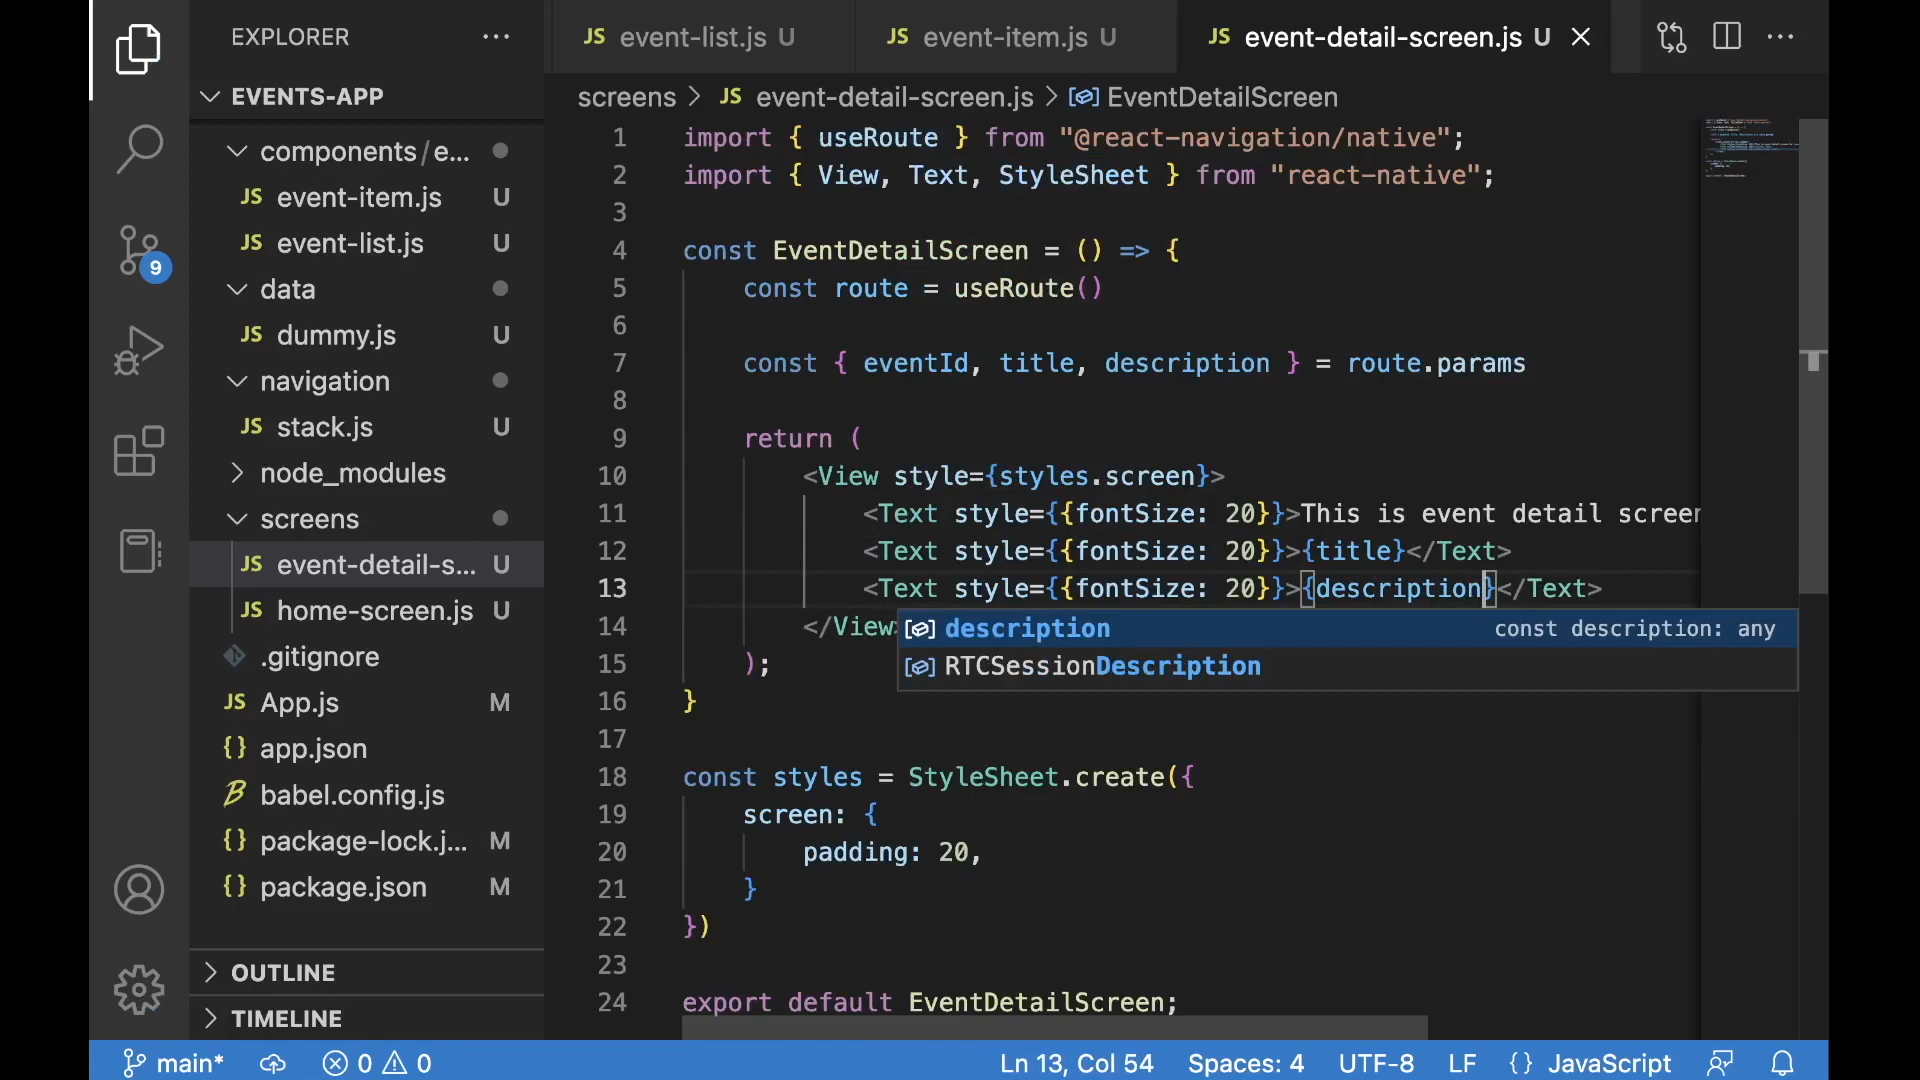 EXPLORER
EVENTS-APP
components/e...
JS event-item.js U
JS event-list.js U
data
JS dummy.js U
navigation
JS stack.js U
node_modules
screens
JS event-detail-s... U
JS home-screen.js U
.gitignore
JS App.js M
{} app.json
babel.config.js
{} package-lock.j... M
{} package.json M
OUTLINE
TIMELINE
9
JS event-list.js U
JS event-item.js U
JS event-detail-screen.js U
screens > JS event-detail-screen.js > EventDetailScreen
1 import { useRoute } from "@react-navigation/native";
2 import { View, Text, StyleSheet } from "react-native";
3
4 const EventDetailScreen = () => {
5 const route = useRoute()
6
7 const { eventId, title, description } = route.params
8
9 return (
10 <View style={styles.screen}>
11 <Text style={{fontSize: 20}}>This is event detail screen
12 <Text style={{fontSize: 20}}>{title}</Text>
13 <Text style={{fontSize: 20}}>{description}</Text>
14 </View>
description const description: any
RTCSessionDescription
15 );
16 }
17
18 const styles = StyleSheet.create({
19 screen: {
20 padding: 20,
21 }
22 })
23
24 export default EventDetailScreen;
main* 0 0 Ln 13, Col 54 Spaces: 4 UTF-8 LF {} JavaScript